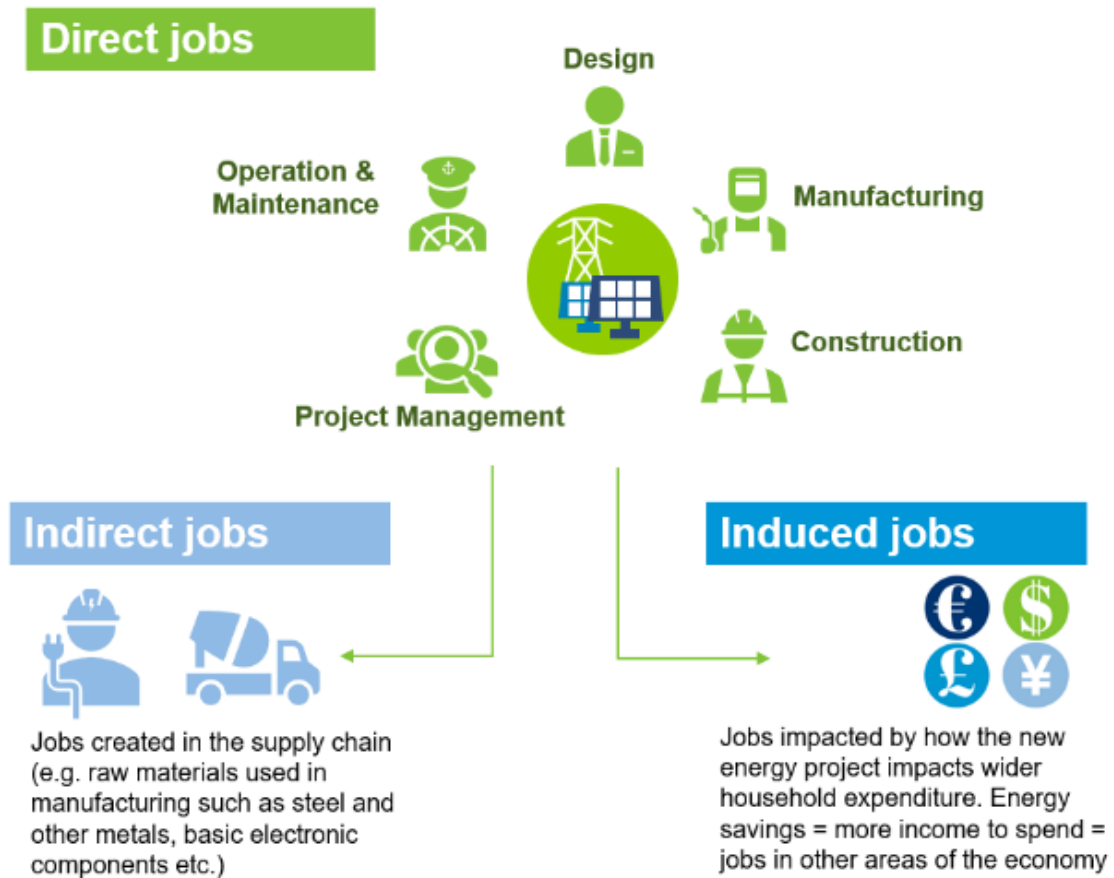 Direct jobs
Design
Operation &
Maintenance
Manufacturing
Construction
Project Management
Indirect jobs
Induced jobs
€ $
£ ¥
Jobs created in the supply chain
(e.g. raw materials used in
manufacturing such as steel and
other metals, basic electronic
components etc.)
Jobs impacted by how the new
energy project impacts wider
household expenditure. Energy
savings = more income to spend =
jobs in other areas of the economy